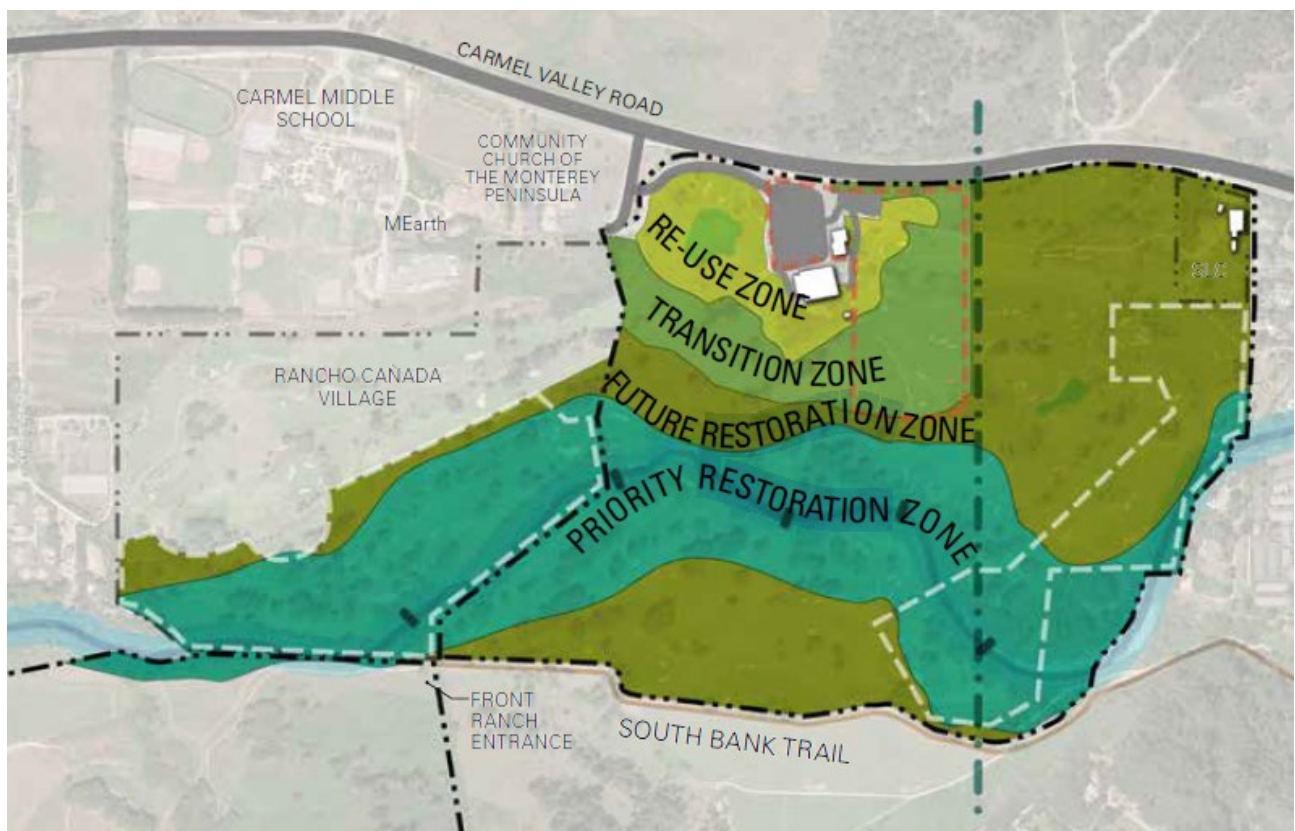 CARMEL VALLEY ROAD
CARMEL MIDDLE
SCHOOL
COMMUNITY
CHURCH OF
THE MONTEREY
PENINSULA
MEarth
RE-USE ZONE
SLC
TRANSITION ZONE
RANCHO CAÑADA
VILLAGE
FUTURE RESTORATION ZONE
PRIORITY RESTORATION ZONE
FRONT
RANCH
ENTRANCE
SOUTH BANK TRAIL